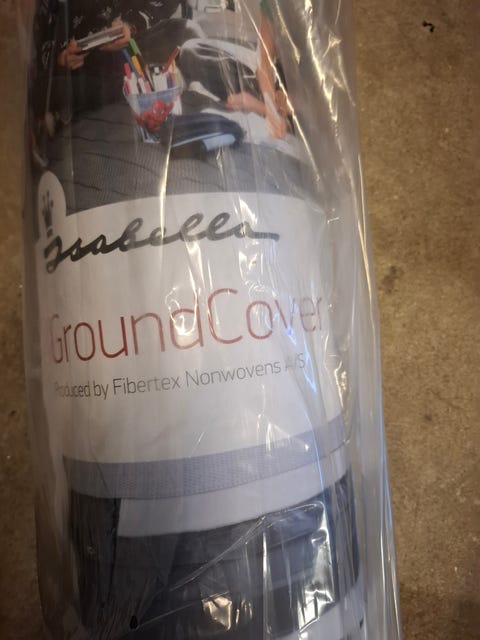 Isabella
GroundCover
Produced by Fibertex Nonwovens A/S